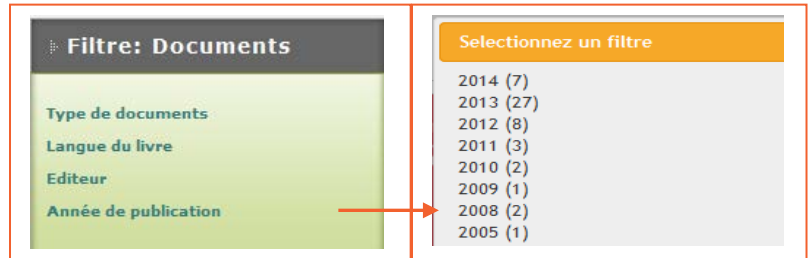 Filtre: Documents
Type de documents
Langue du livre
Editeur
Année de publication
Selectionnez un filtre
2014 (7)
2013 (27)
2012 (8)
2011 (3)
2010 (2)
2009 (1)
2008 (2)
2005 (1)